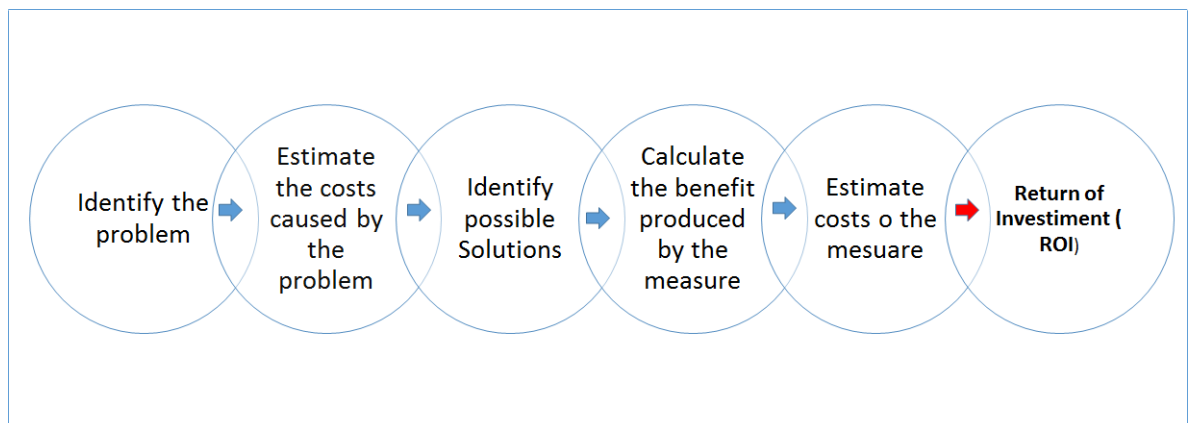 Identify the
problem
Estimate
the costs
caused by
the
problem
Identify
possible
Solutions
Calculate
the benefit
produced
by the
measure
Estimate
costs o the
mesuare
Return of
Investiment (
ROI)